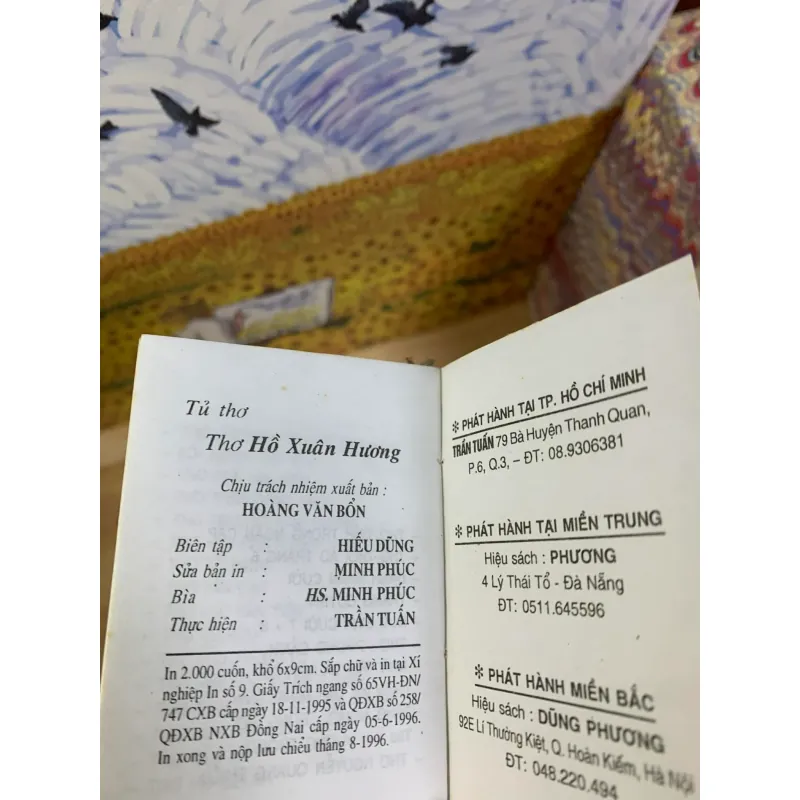 Tủ thơ
Thơ Hồ Xuân Hương
Chịu trách nhiệm xuất bản :
HOÀNG VĂN BỔN
Biên tập : HIẾU DŨNG
Sửa bản in : MINH PHÚC
Bìa : HS. MINH PHÚC
Thực hiện : TRẦN TUẤN
In 2.000 cuốn, khổ 6x9cm. Sắp chữ và in tại Xí
nghiệp In số 9. Giấy Trích ngang số 65VH-ĐN/
747 CXB cấp ngày 18-11-1995 và QĐXB số 258/
QĐXB NXB Đồng Nai cấp ngày 05-6-1996.
In xong và nộp lưu chiểu tháng 8-1996.
* PHÁT HÀNH TẠI TP. HỒ CHÍ MINH
TRẦN TUẤN 79 Bà Huyện Thanh Quan,
P.6, Q.3, – ĐT: 08.9306381
* PHÁT HÀNH TẠI MIỀN TRUNG
Hiệu sách : PHƯƠNG
4 Lý Thái Tổ - Đà Nẵng
ĐT: 0511.645596
* PHÁT HÀNH MIỀN BẮC
Hiệu sách : DŨNG PHƯƠNG
92E Lí Thường Kiệt, Q. Hoàn Kiếm, Hà Nội
ĐT: 048.220.494